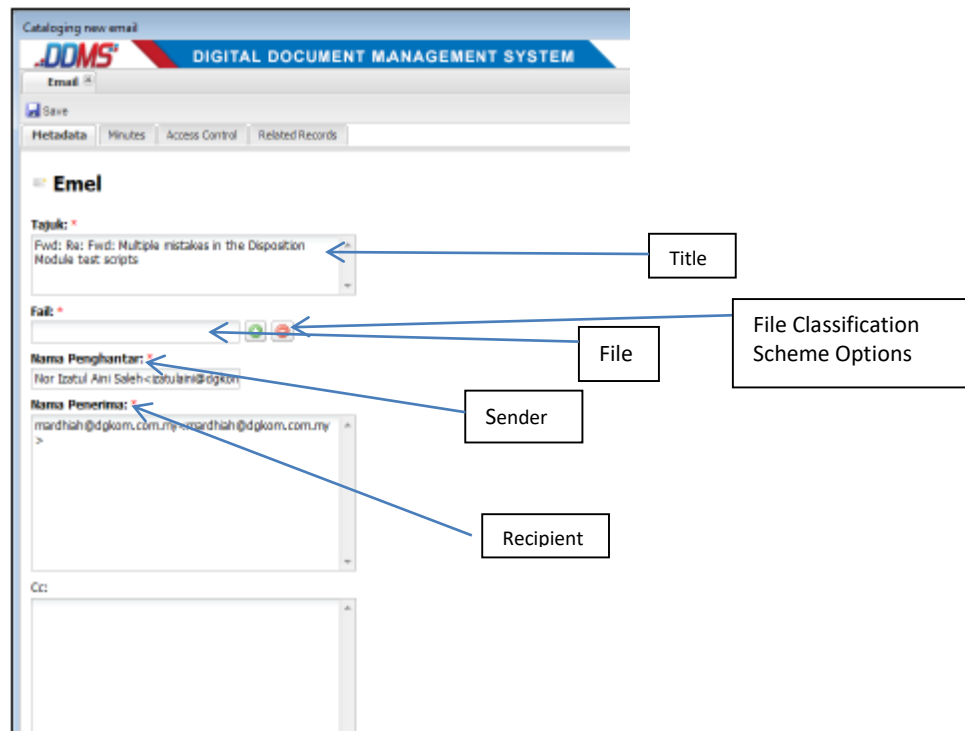 Cataloging new email
DDMS
DIGITAL DOCUMENT MANAGEMENT SYSTEM
Email
Save
Metadata Minutes Access Control Related Records
Emel
Tajuk: *
Fwd: Re: Fwd: Multiple mistakes in the Disposition
Module test scripts
Title
Fail: *
File Classification
Scheme Options
File
Nama Penghantar: *
Nor Izatul Aini Saleh<izatulaini@dgkom
Sender
Nama Penerima: *
mardhiah@dgkom.com.my<mardhiah@dgkom.com.my
>
Recipient
Cc: